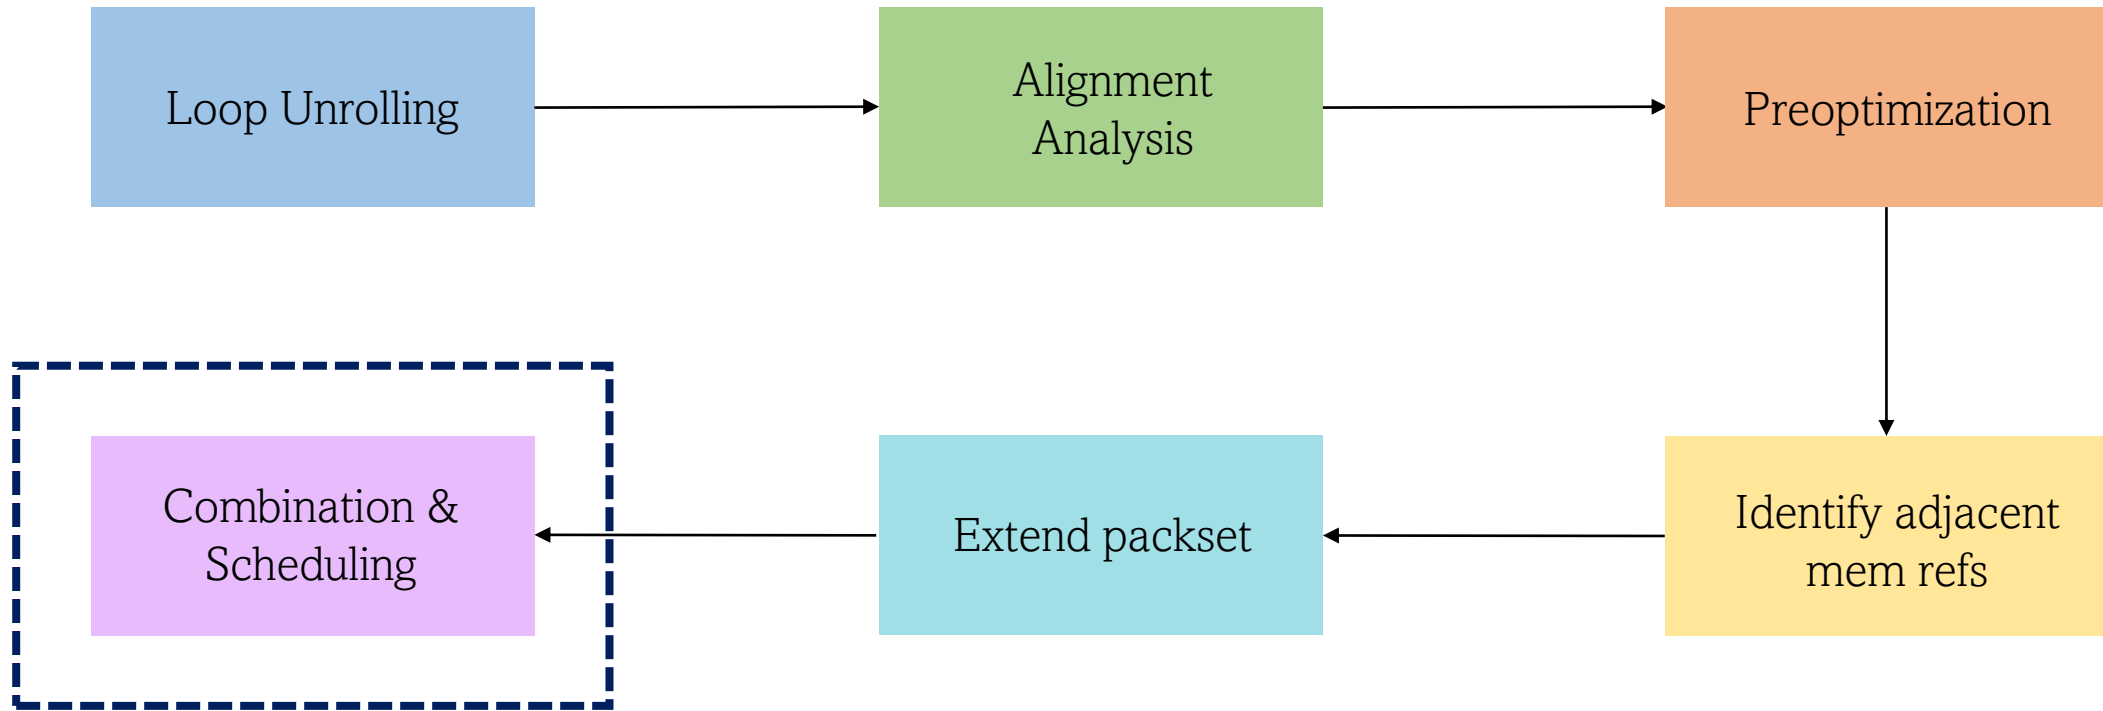 Loop Unrolling
Alignment
Analysis
Preoptimization
Combination &
Scheduling
Extend packset
Identify adjacent
mem refs